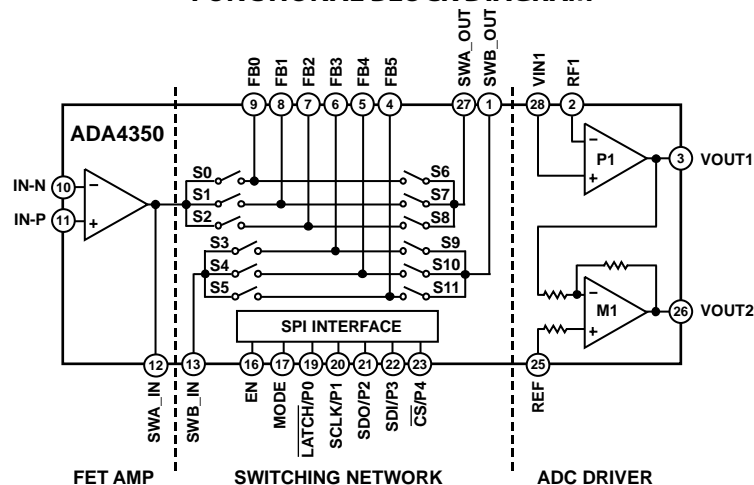 FUNCTIONAL BLOCK DIAGRAM
FB0
FB1
FB2
FB3
FB4
FB5
SWA_OUT
SWB_OUT
VIN1
RF1
9
8
7
6
5
4
27
1
28
2
ADA4350
S0
S6
P1
3
VOUT1
IN-N
10
S1
S7
IN-P
11
S2
S8
S3
S9
S4
S10
S5
S11
M1
26
VOUT2
SPI INTERFACE
12
13
16
17
19
20
21
22
23
25
SWA_IN
SWB_IN
EN
MODE
LATCH/P0
SCLK/P1
SDO/P2
SDI/P3
CS/P4
REF
FET AMP
SWITCHING NETWORK
ADC DRIVER